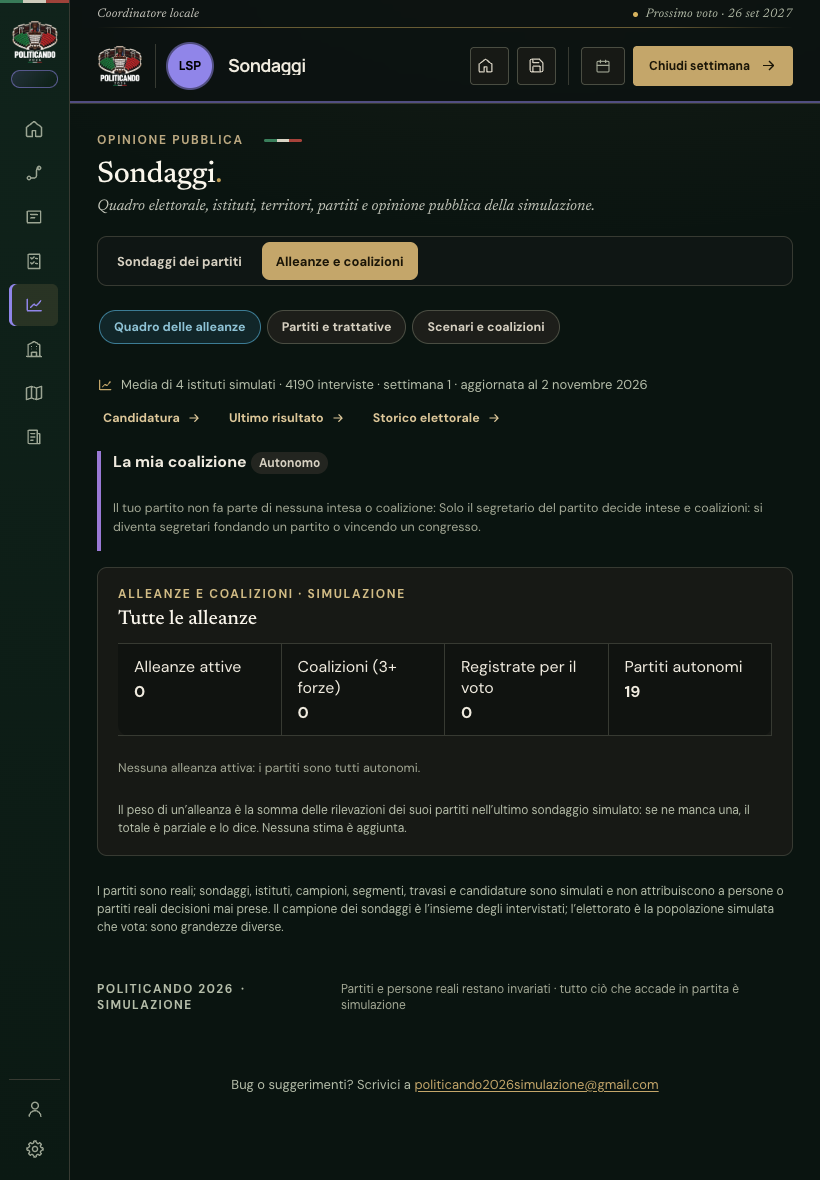 Coordinatore locale
Prossimo voto · 26 set 2027
POLITICANDO
POLITICANDO
LSP
Sondaggi
Chiudi settimana →
OPINIONE PUBBLICA
Sondaggi.
Quadro elettorale, istituti, territori, partiti e opinione pubblica della simulazione.
Sondaggi dei partiti
Alleanze e coalizioni
Quadro delle alleanze
Partiti e trattative
Scenari e coalizioni
Media di 4 istituti simulati · 4190 interviste · settimana 1 · aggiornata al 2 novembre 2026
Candidatura →
Ultimo risultato →
Storico elettorale →
La mia coalizione Autonomo
Il tuo partito non fa parte di nessuna intesa o coalizione: Solo il segretario del partito decide intese e coalizioni: si
diventa segretari fondando un partito o vincendo un congresso.
ALLEANZE E COALIZIONI · SIMULAZIONE
Tutte le alleanze
Alleanze attive
0
Coalizioni (3+
forze)
0
Registrate per il
voto
0
Partiti autonomi
19
Nessuna alleanza attiva: i partiti sono tutti autonomi.
Il peso di un’alleanza è la somma delle rilevazioni dei suoi partiti nell’ultimo sondaggio simulato: se ne manca una, il
totale è parziale e lo dice. Nessuna stima è aggiunta.
I partiti sono reali; sondaggi, istituti, campioni, segmenti, travasi e candidature sono simulati e non attribuiscono a persone o
partiti reali decisioni mai prese. Il campione dei sondaggi è l’insieme degli intervistati; l’elettorato è la popolazione simulata
che vota: sono grandezze diverse.
POLITICANDO 2026 ·
SIMULAZIONE
Partiti e persone reali restano invariati · tutto ciò che accade in partita è
simulazione
Bug o suggerimenti? Scrivici a politicando2026simulazione@gmail.com